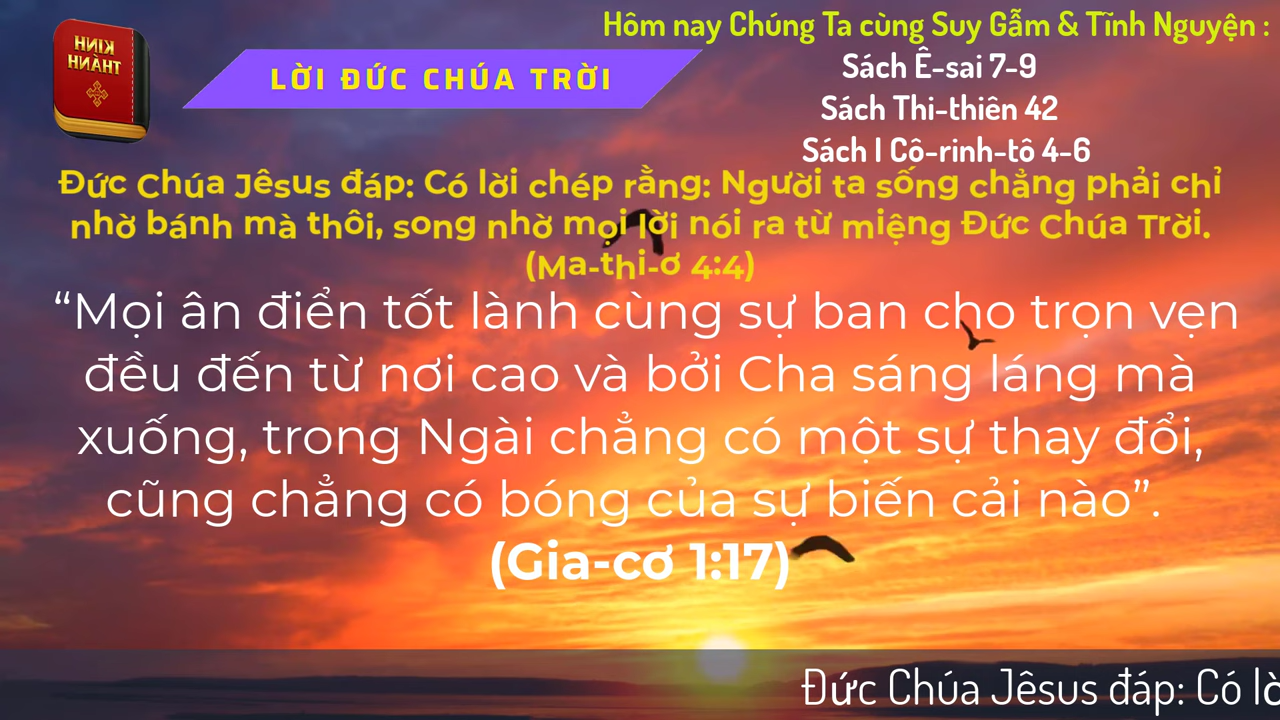 KINH
THÁNH
LỜI ĐỨC CHÚA TRỜI
Hôm nay Chúng Ta cùng Suy Gẫm & Tĩnh Nguyện :
Sách Ê-sai 7-9
Sách Thi-thiên 42
Sách I Cô-rinh-tô 4-6
Đức Chúa Jêsus đáp: Có lời chép rằng: Người ta sống chẳng phải chỉ
nhờ bánh mà thôi, song nhờ mọi lời nói ra từ miệng Đức Chúa Trời.
(Ma-thi-ơ 4:4)
“Mọi ân điển tốt lành cùng sự ban cho trọn vẹn
đều đến từ nơi cao và bởi Cha sáng láng mà
xuống, trong Ngài chẳng có một sự thay đổi,
cũng chẳng có bóng của sự biến cải nào”.
(Gia-cơ 1:17)
Đức Chúa Jêsus đáp: Có lờ